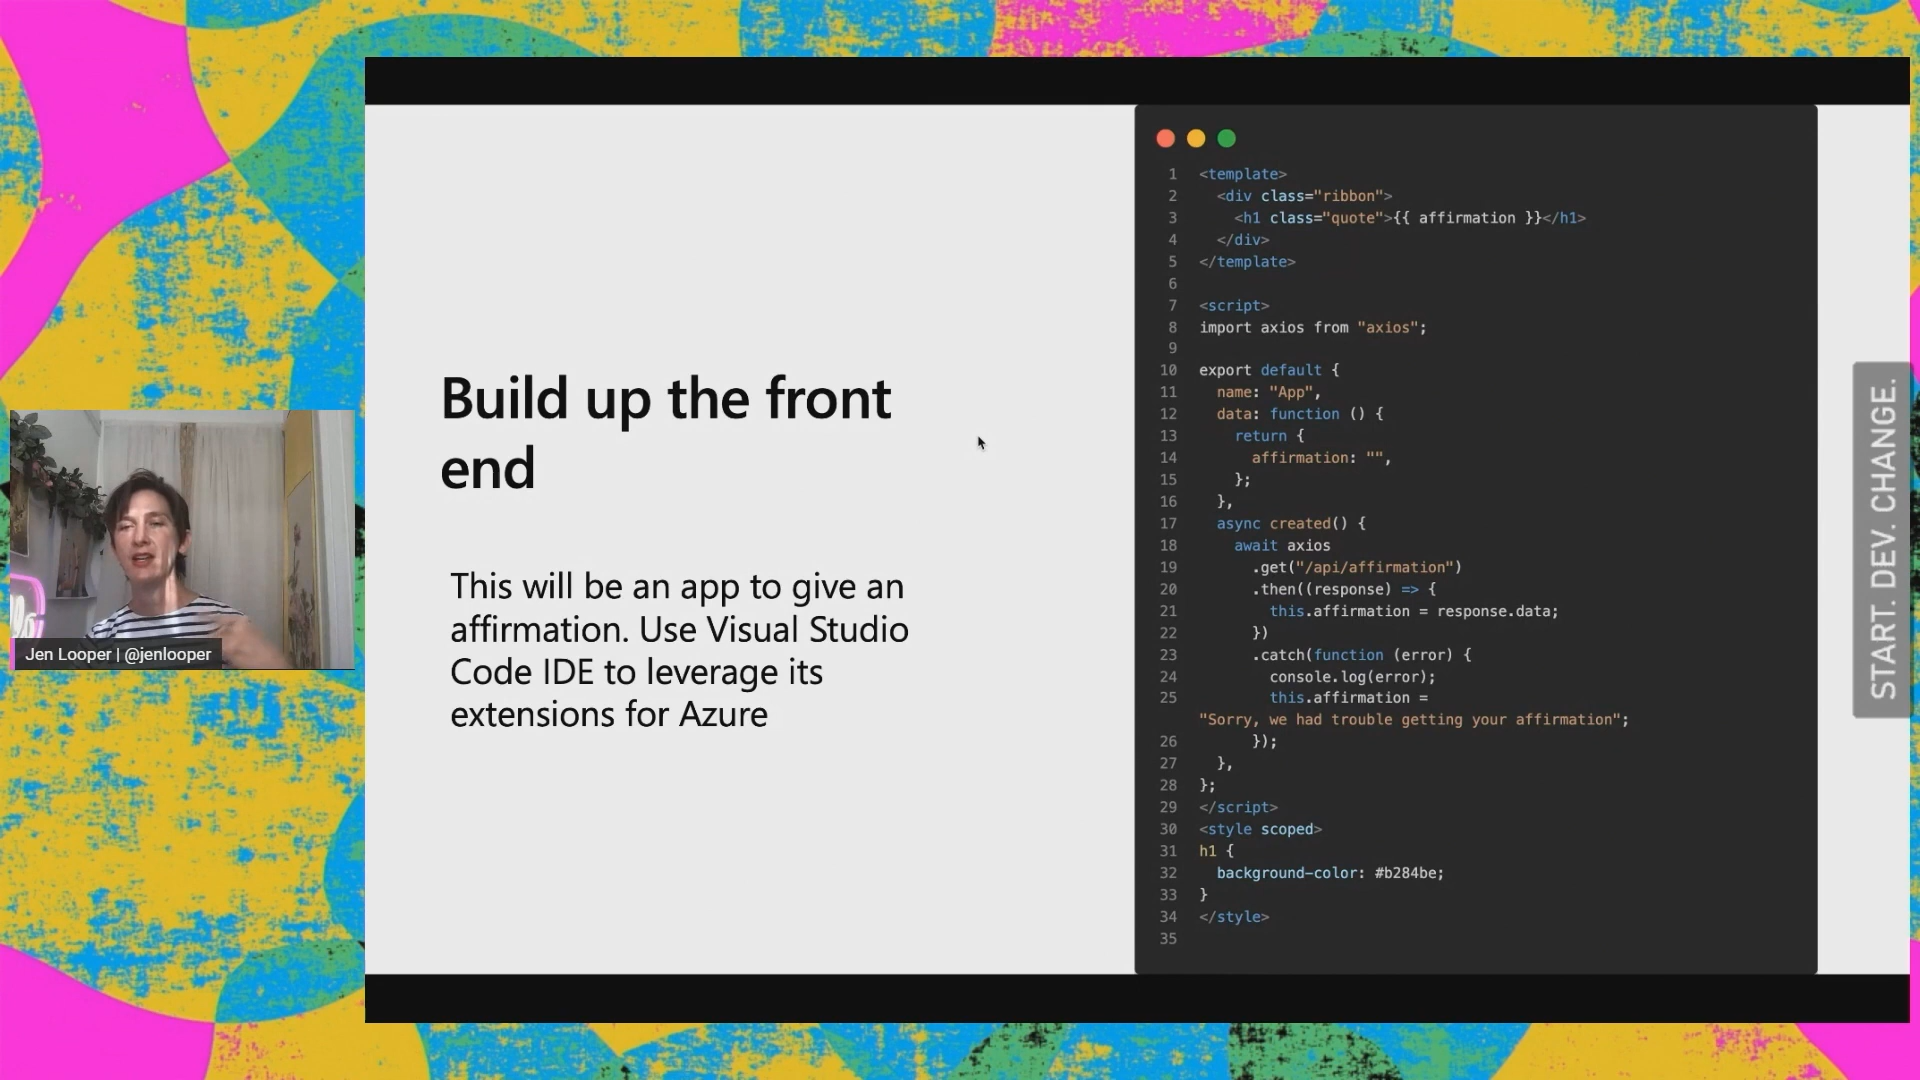 Build up the front
end
This will be an app to give an
affirmation. Use Visual Studio
Code IDE to leverage its
extensions for Azure
1 <template>
2 <div class="ribbon">
3 <h1 class="quote">{{ affirmation }}</h1>
4 </div>
5 </template>
6
7 <script>
8 import axios from "axios";
9
10 export default {
11 name: "App",
12 data: function () {
13 return {
14 affirmation: "",
15 };
16 },
17 async created() {
18 await axios
19 .get("/api/affirmation")
20 .then((response) => {
21 this.affirmation = response.data;
22 })
23 .catch(function (error) {
24 console.log(error);
25 this.affirmation =
"Sorry, we had trouble getting your affirmation";
26 });
27 },
28 };
29 </script>
30 <style scoped>
31 h1 {
32 background-color: #b284be;
33 }
34 </style>
35
Jen Looper | @jenlooper
START. DEV. CHANGE.